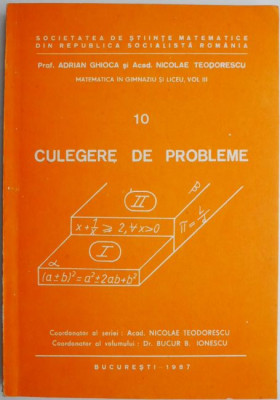 SOCIETATEA DE ȘTIINȚE MATEMATICE
DIN REPUBLICA SOCIALISTĂ ROMÂNIA
Prof. ADRIAN GHIOCA și Acad. NICOLAE TEODORESCU
MATEMATICA ÎN GIMNAZIU ȘI LICEU, VOL III
10
CULEGERE DE PROBLEME
II
x+1/x ⩾ 2, ∀x>0
I
α
(a±b)²=a²±2ab+b²
Coordonator al seriei : Acad. NICOLAE TEODORESCU
Coordonator al volumului : Dr. BUCUR B. IONESCU
BUCUREȘTI-1987